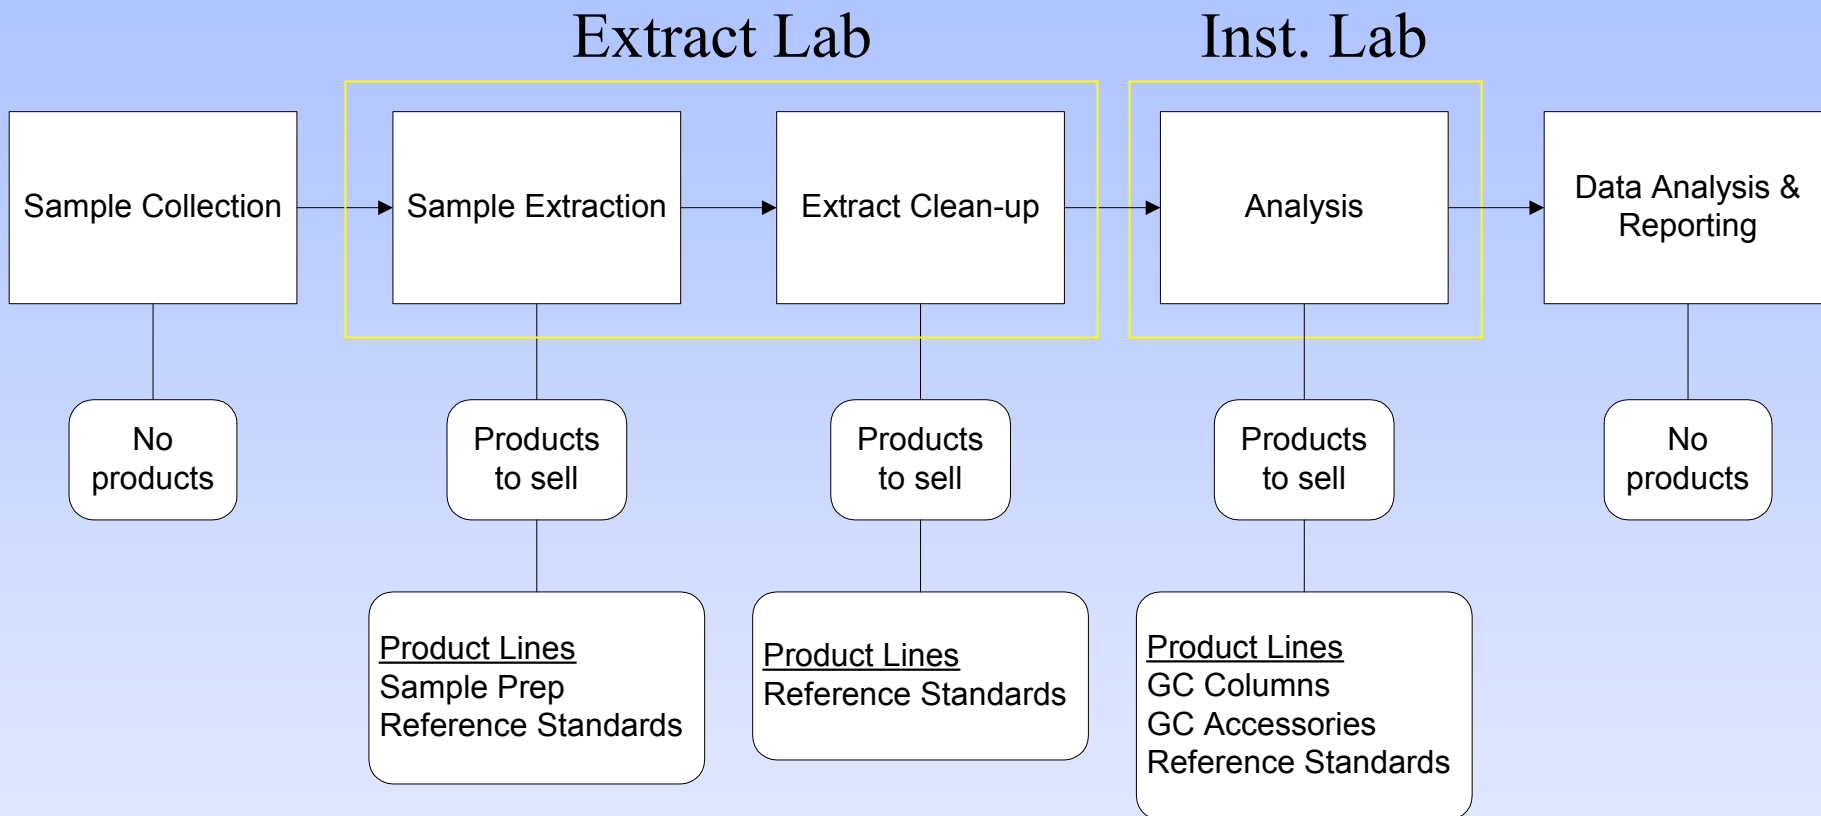 Extract Lab
Inst. Lab
Sample Collection
Sample Extraction
Extract Clean-up
Analysis
Data Analysis &
Reporting
No
products
Products
to sell
Products
to sell
Products
to sell
No
products
Product Lines
Sample Prep
Reference Standards
Product Lines
Reference Standards
Product Lines
GC Columns
GC Accessories
Reference Standards